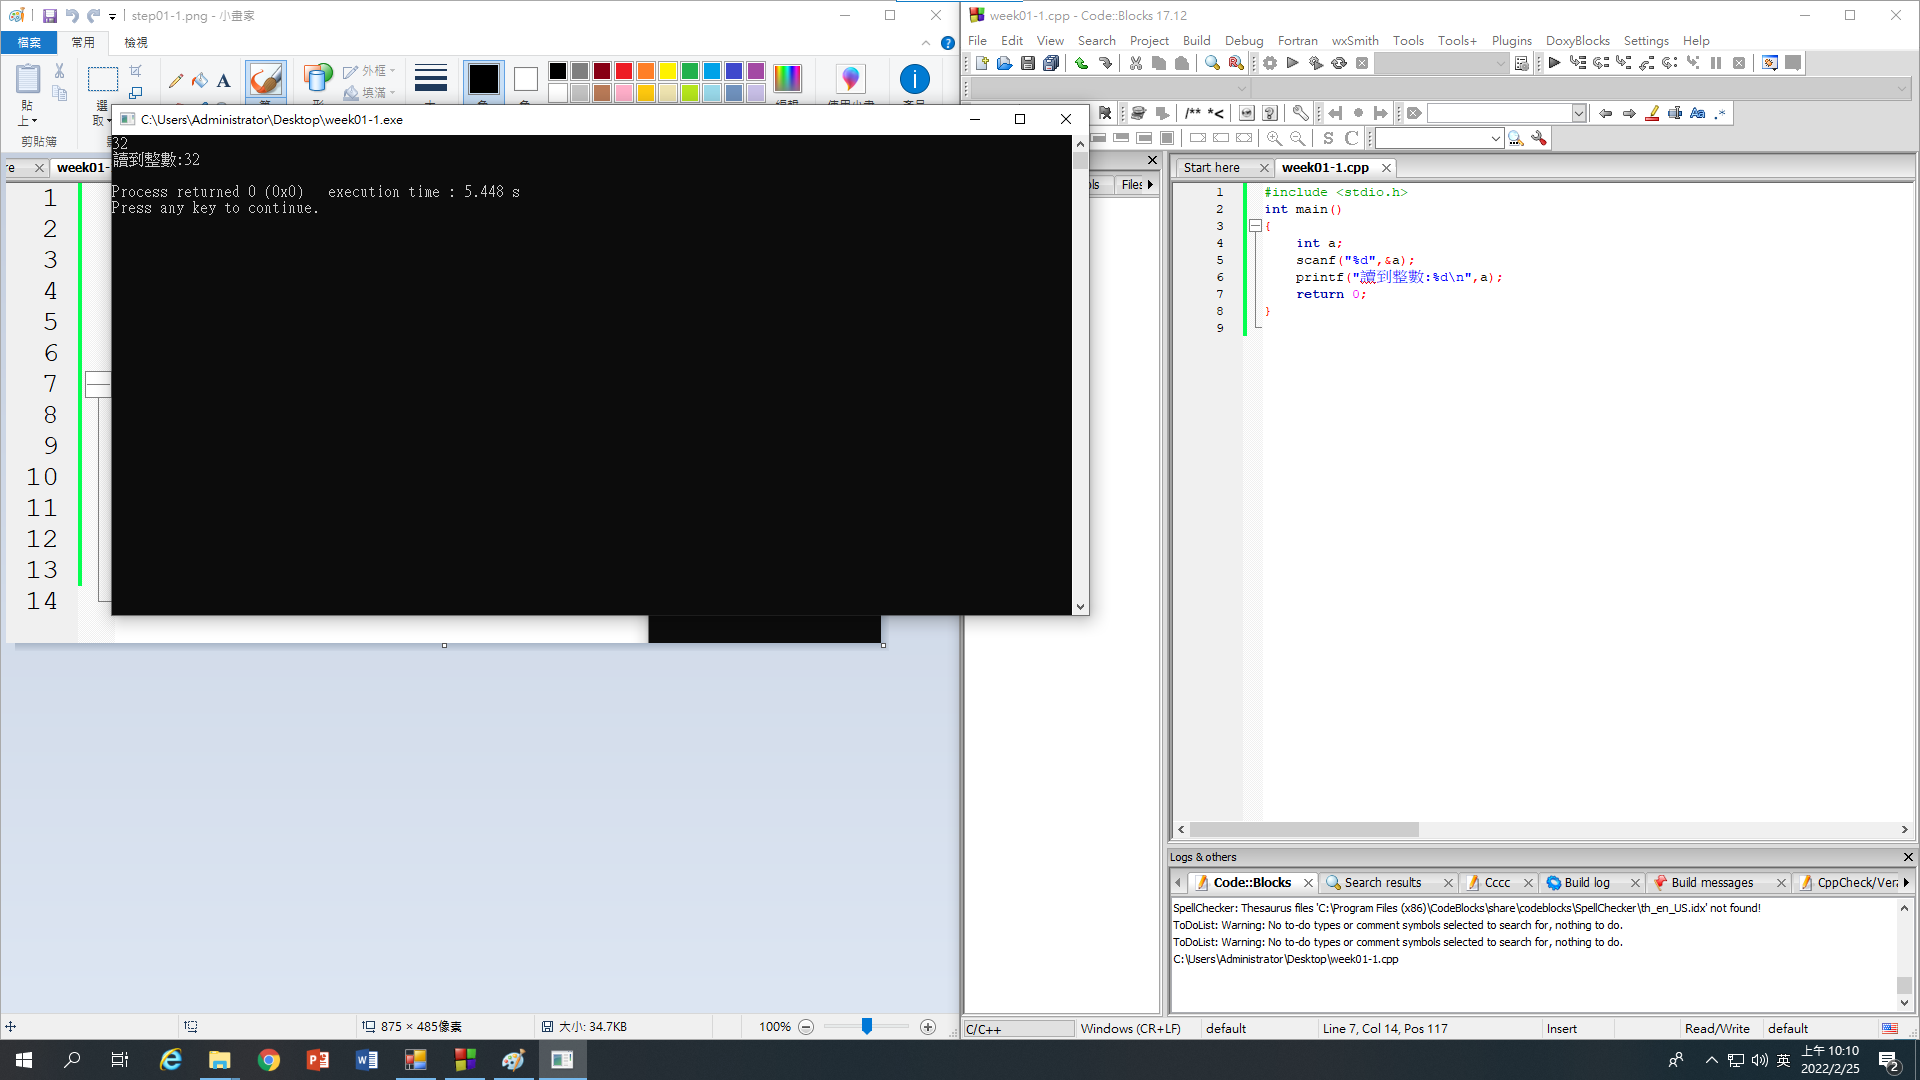 step01-1.png - 小畫家
檔案 常用 檢視
貼上
剪貼簿
選取
外框
填滿
week01-
1
2
3
4
5
6
7
8
9
10
11
12
13
14
875 × 485像素
大小: 34.7KB
100%
C:\Users\Administrator\Desktop\week01-1.exe
32
讀到整數:32
Process returned 0 (0x0)   execution time : 5.448 s
Press any key to continue.
week01-1.cpp - Code::Blocks 17.12
File Edit View Search Project Build Debug Fortran wxSmith Tools Tools+ Plugins DoxyBlocks Settings Help
/** *<
S C
Files
Start here week01-1.cpp
1 #include <stdio.h>
2 int main()
3 {
4 int a;
5 scanf("%d",&a);
6 printf("讀到整數:%d\n",a);
7 return 0;
8 }
9
Logs & others
Code::Blocks Search results Cccc Build log Build messages CppCheck/Vera
SpellChecker: Thesaurus files 'C:\Program Files (x86)\CodeBlocks\share\codeblocks\SpellChecker\th_en_US.idx' not found!
ToDoList: Warning: No to-do types or comment symbols selected to search for, nothing to do.
ToDoList: Warning: No to-do types or comment symbols selected to search for, nothing to do.
C:\Users\Administrator\Desktop\week01-1.cpp
C/C++ Windows (CR+LF) default Line 7, Col 14, Pos 117 Insert Read/Write default
英
上午 10:10
2022/2/25
2